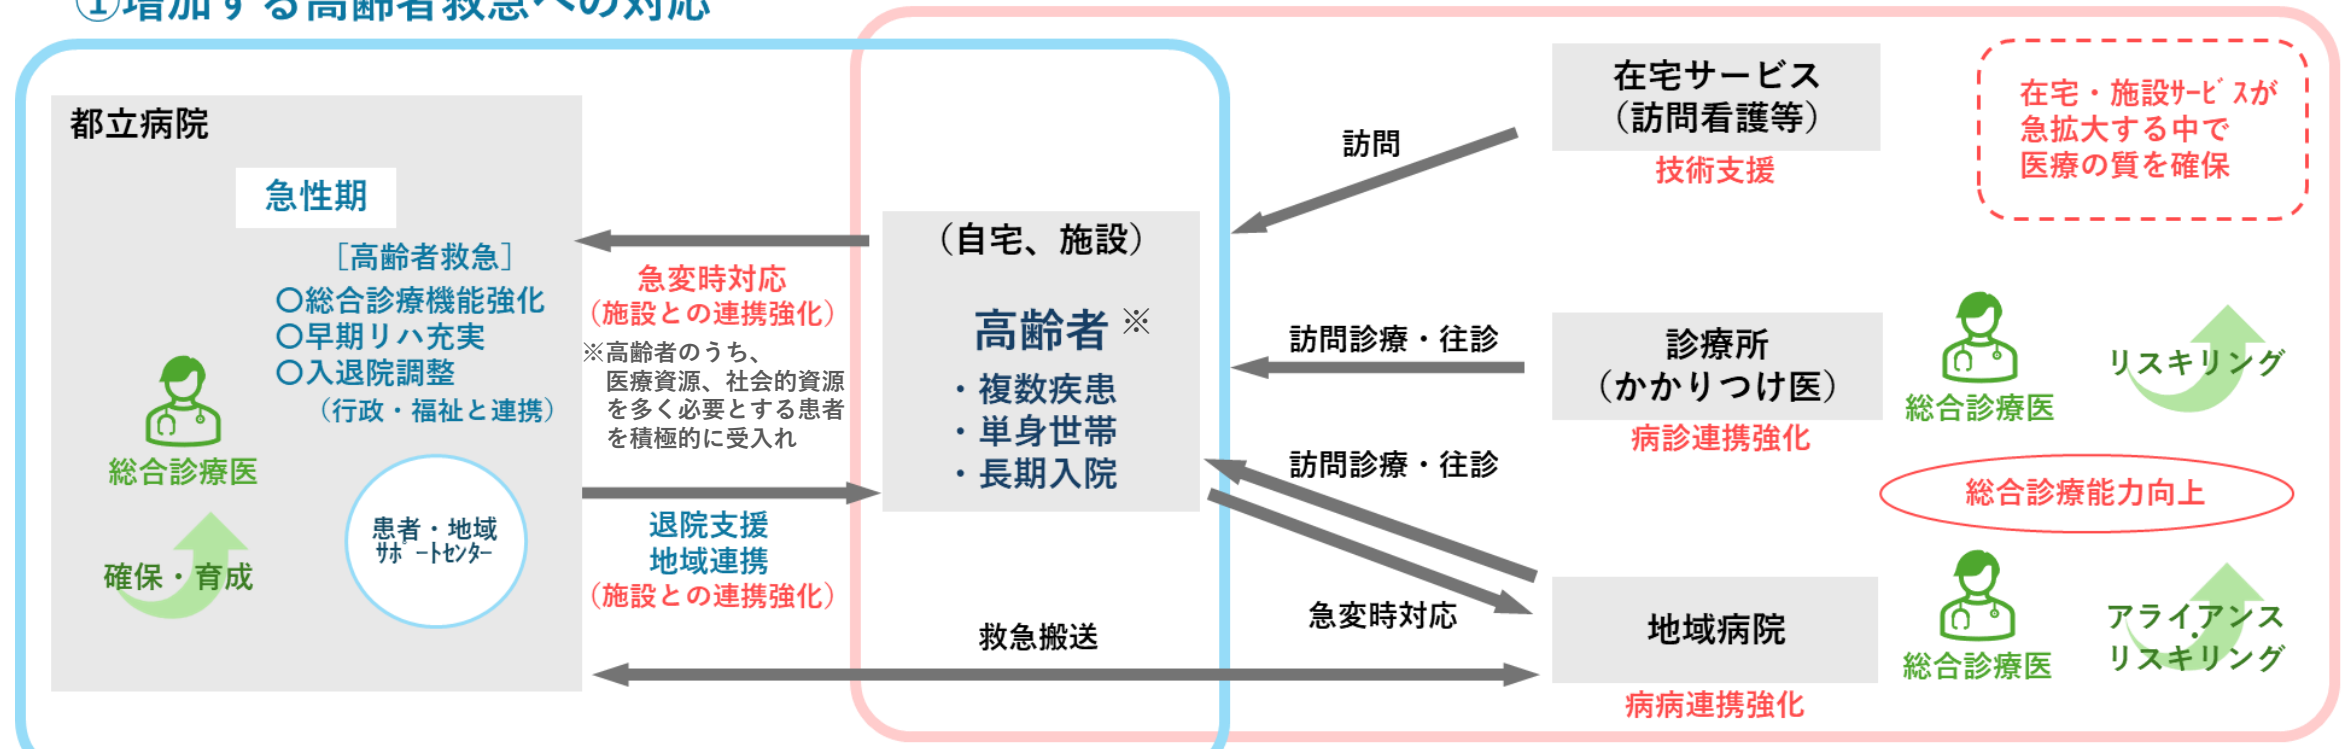 ①増加する高齢者救急への対応
都立病院
急性期
［高齢者救急］
〇総合診療機能強化
〇早期リハ充実
〇入退院調整
（行政・福祉と連携）
総合診療医
確保・育成
患者・地域
ｻﾎﾟｰﾄｾﾝﾀｰ
急変時対応
（施設との連携強化）
※高齢者のうち、
医療資源、社会的資源
を多く必要とする患者
を積極的に受入れ
退院支援
地域連携
（施設との連携強化）
救急搬送
（自宅、施設）
高齢者※
・複数疾患
・単身世帯
・長期入院
訪問
訪問診療・往診
訪問診療・往診
急変時対応
在宅サービス
（訪問看護等）
技術支援
在宅・施設ｻｰﾋﾞｽが
急拡大する中で
医療の質を確保
診療所
（かかりつけ医）
病診連携強化
総合診療医
リスキリング
総合診療能力向上
地域病院
病病連携強化
総合診療医
アライアンス
・
リスキリング